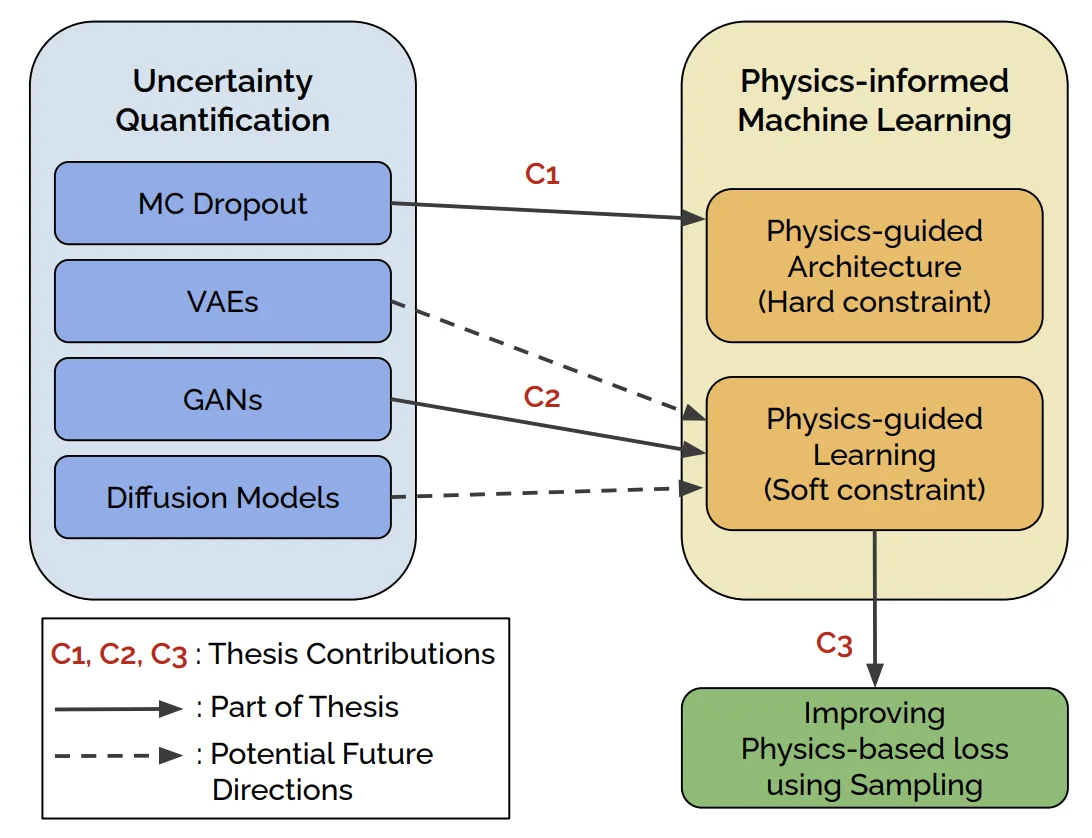 Uncertainty
Quantification
MC Dropout
VAEs
GANs
Diffusion Models
C1
C2
Physics-informed
Machine Learning
Physics-guided
Architecture
(Hard constraint)
Physics-guided
Learning
(Soft constraint)
C3
Improving
Physics-based loss
using Sampling
C1, C2, C3 : Thesis Contributions
: Part of Thesis
: Potential Future
Directions